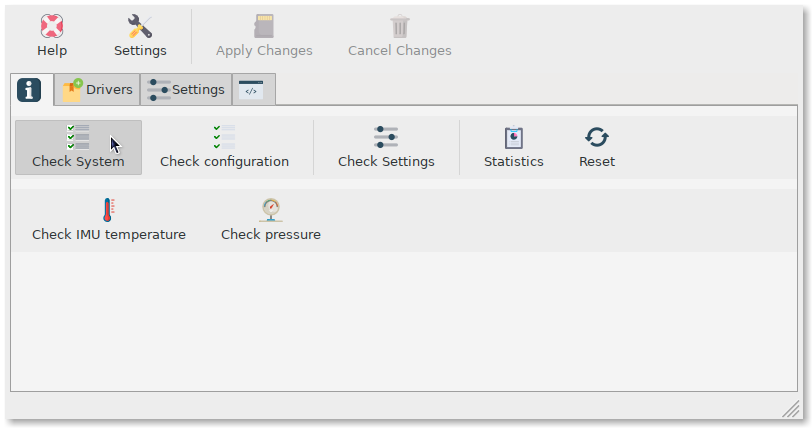 Help Settings Apply Changes Cancel Changes
Drivers Settings </>
Check System Check configuration Check Settings Statistics Reset
Check IMU temperature Check pressure